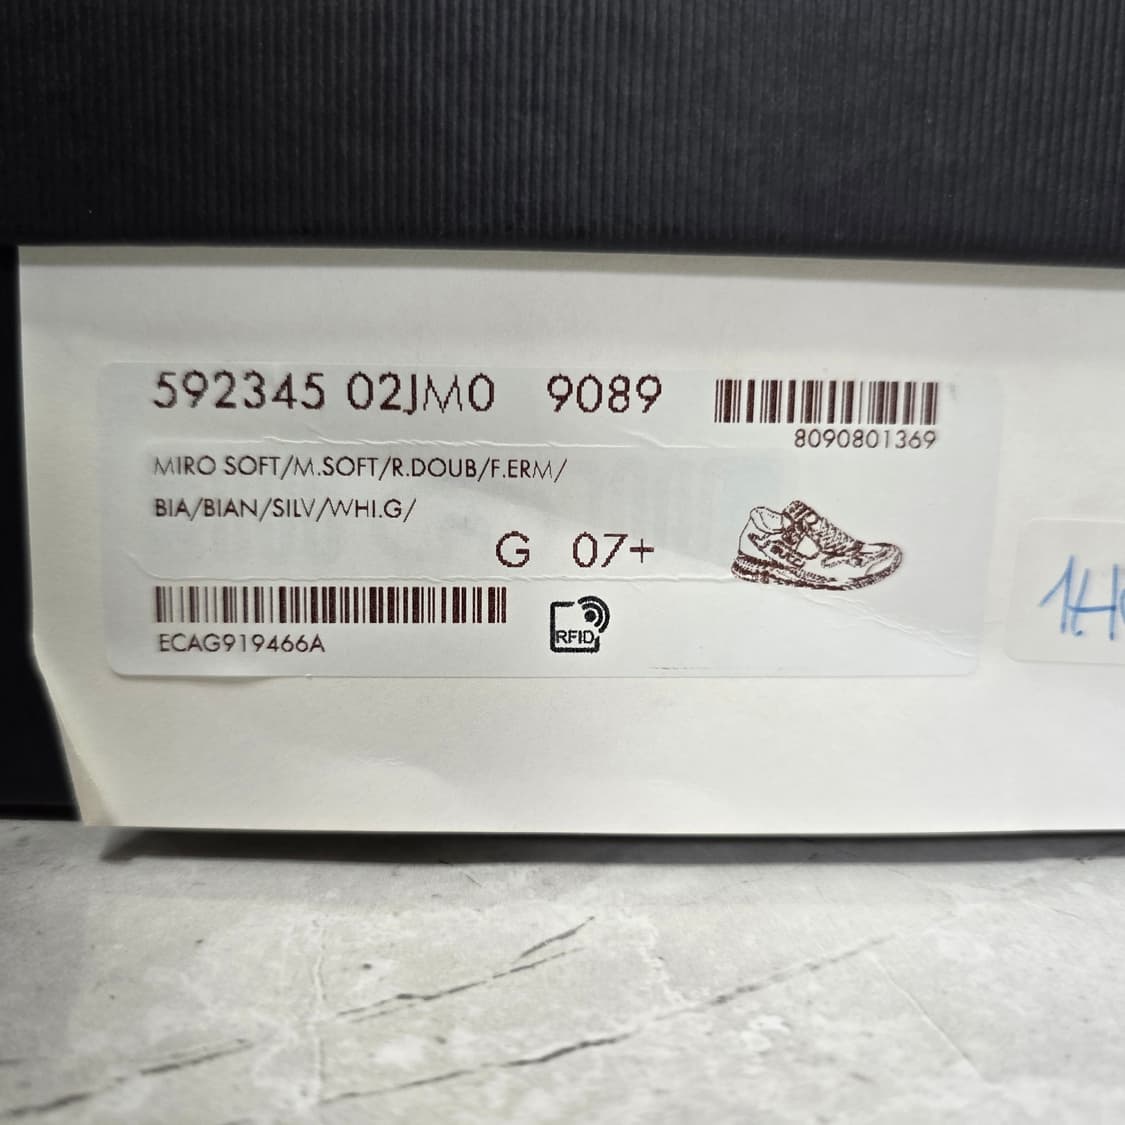 592345 02JM0 9089
8090801369
MIRO SOFT/M.SOFT/R.DOUB/F.ERM/
BIA/BIAN/SILV/WHI.G/
G 07+
ECAG919466A
RFID